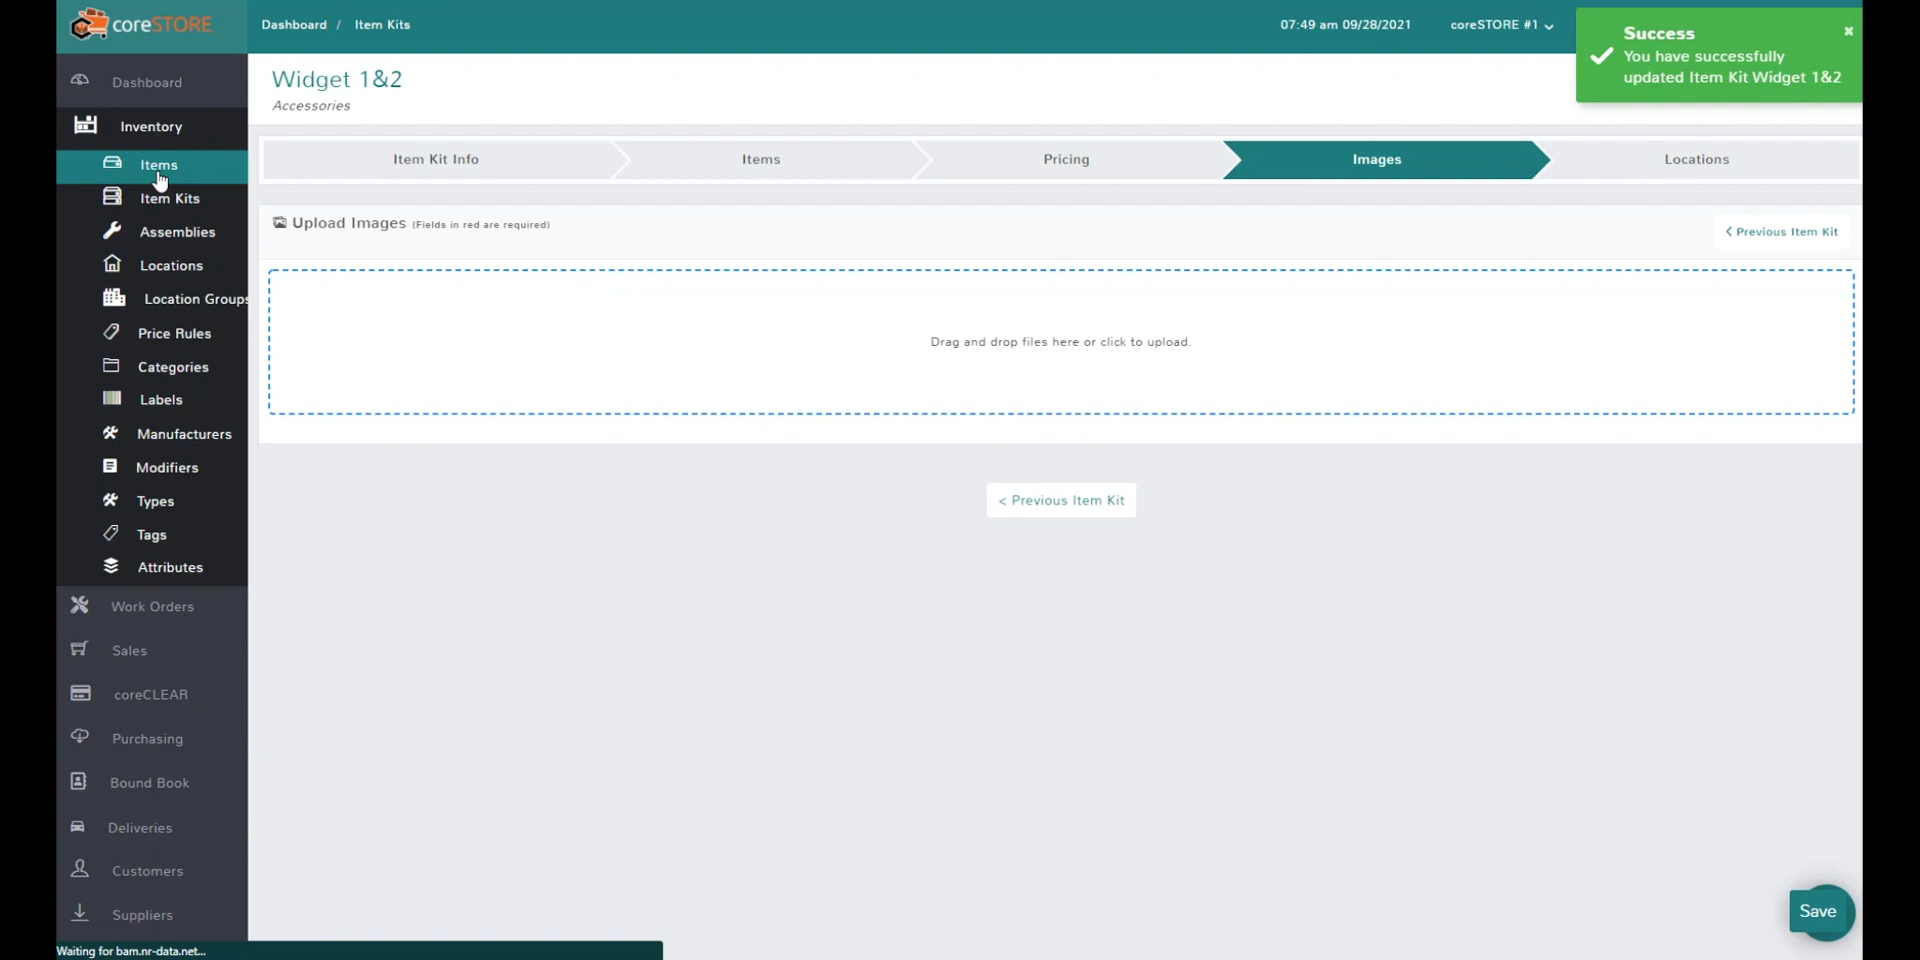 coreSTORE
Dashboard / Item Kits
07:49 am 09/28/2021
coreSTORE #1
Success
You have successfully
updated Item Kit Widget 1&2
×
Dashboard
Inventory
Items
Item Kits
Assemblies
Locations
Location Groups
Price Rules
Categories
Labels
Manufacturers
Modifiers
Types
Tags
Attributes
Work Orders
Sales
coreCLEAR
Purchasing
Bound Book
Deliveries
Customers
Suppliers
Widget 1&2
Accessories
Item Kit Info
Items
Pricing
Images
Locations
Upload Images (Fields in red are required)
< Previous Item Kit
Drag and drop files here or click to upload.
< Previous Item Kit
Save
Waiting for bam.nr-data.net...